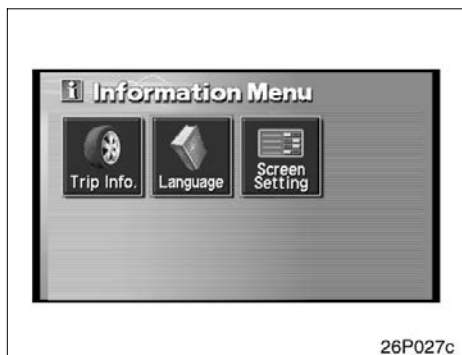 i Information Menu
Trip Info.
Language
Screen
Setting
26P027c